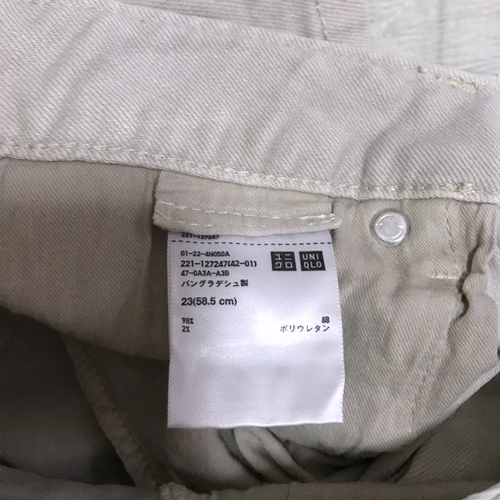 221-127247
01-22-4N050A
221-127247(42-01)
47-0A3A-A3B
バングラデシュ製
23(58.5 cm)
98% 綿
2% ポリウレタン
ユニ
クロ
UNI
QLO